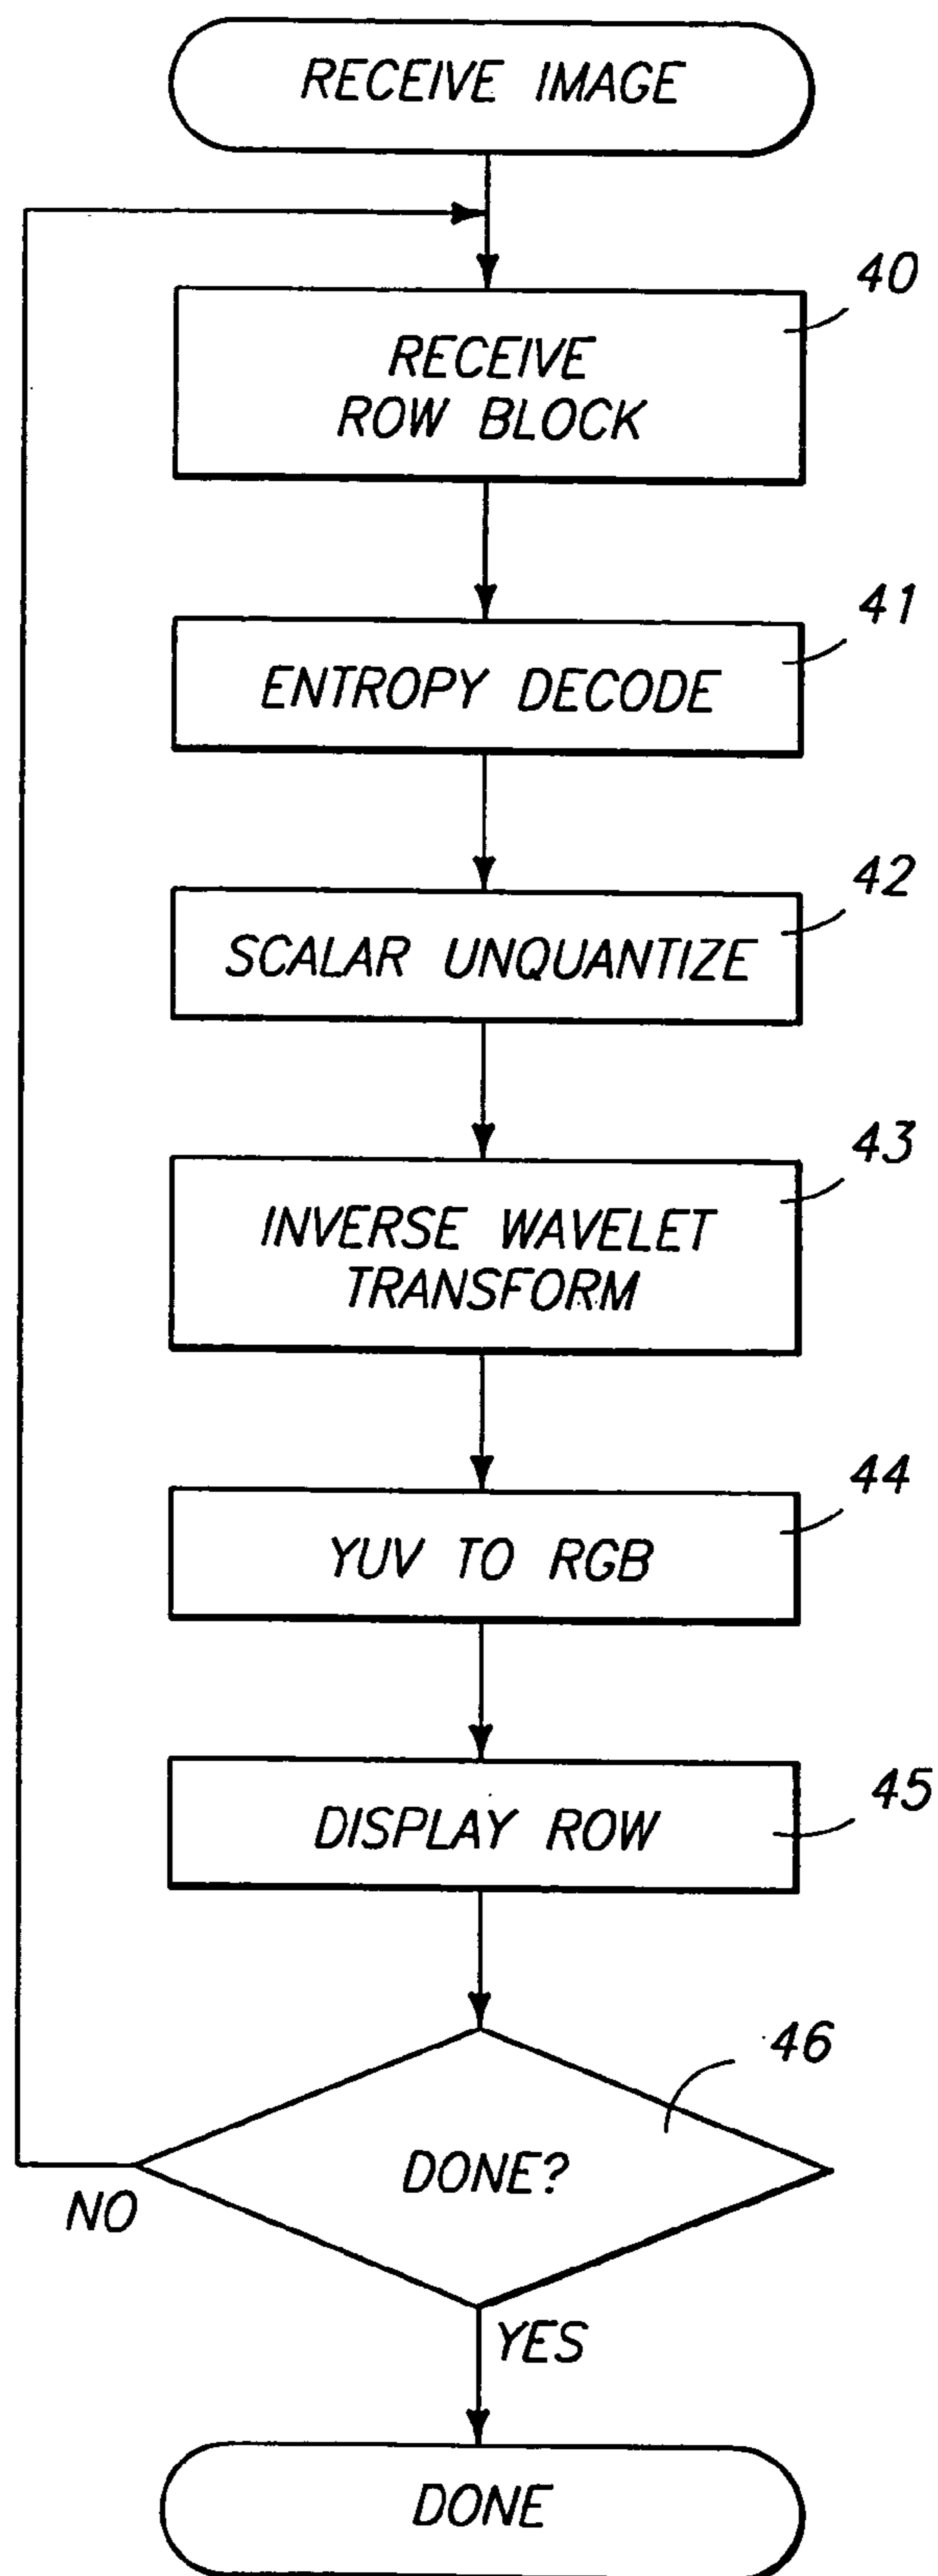 RECEIVE IMAGE
40
RECEIVE
ROW BLOCK
41
ENTROPY DECODE
42
SCALAR UNQUANTIZE
43
INVERSE WAVELET
TRANSFORM
44
YUV TO RGB
45
DISPLAY ROW
46
DONE?
NO
YES
DONE